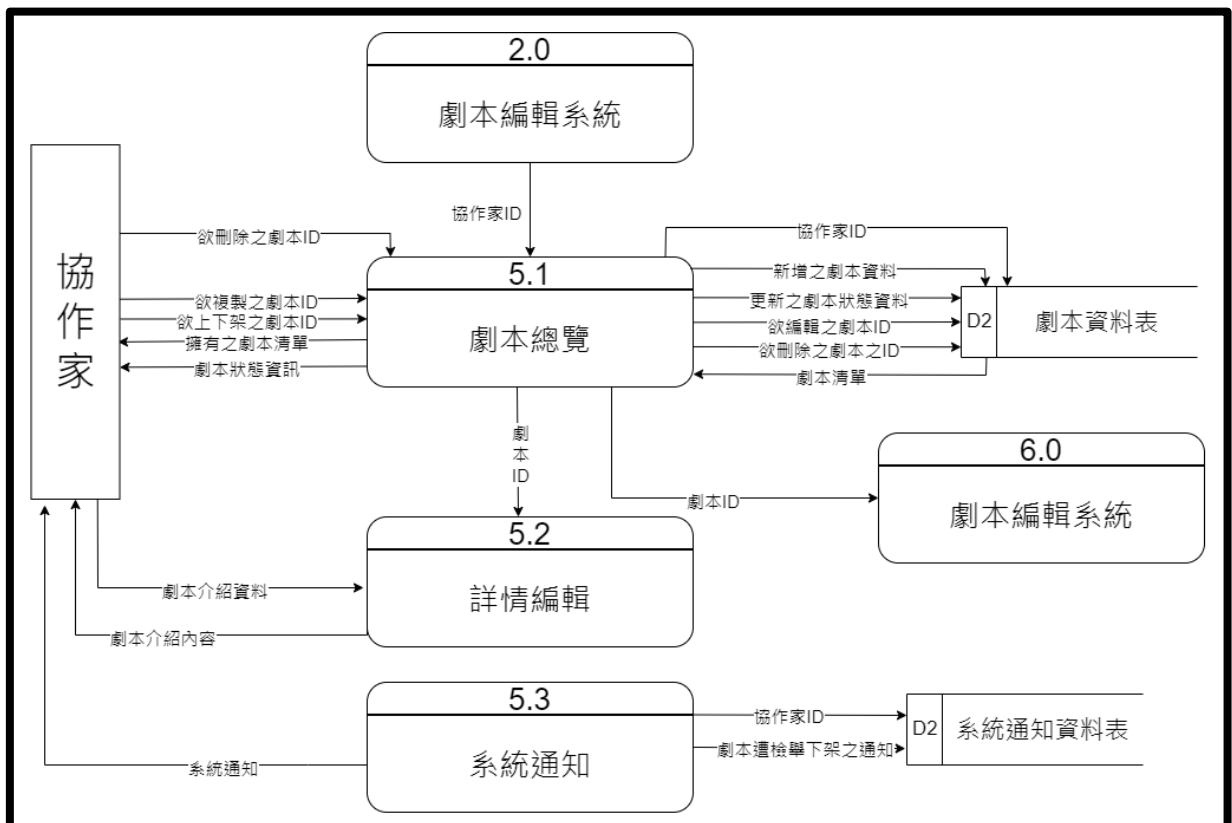 2.0
劇本編輯系統
協作家ID
協作家
欲刪除之劇本ID
欲複製之劇本ID
欲上下架之劇本ID
擁有之劇本清單
劇本狀態資訊
5.1
劇本總覽
協作家ID
新增之劇本資料
更新之劇本狀態資料
欲編輯之劇本ID
欲刪除之劇本之ID
劇本清單
D2
劇本資料表
劇本ID
劇本ID
6.0
劇本編輯系統
5.2
詳情編輯
劇本介紹資料
劇本介紹內容
5.3
系統通知
系統通知
協作家ID
劇本遭檢舉下架之通知
D2
系統通知資料表